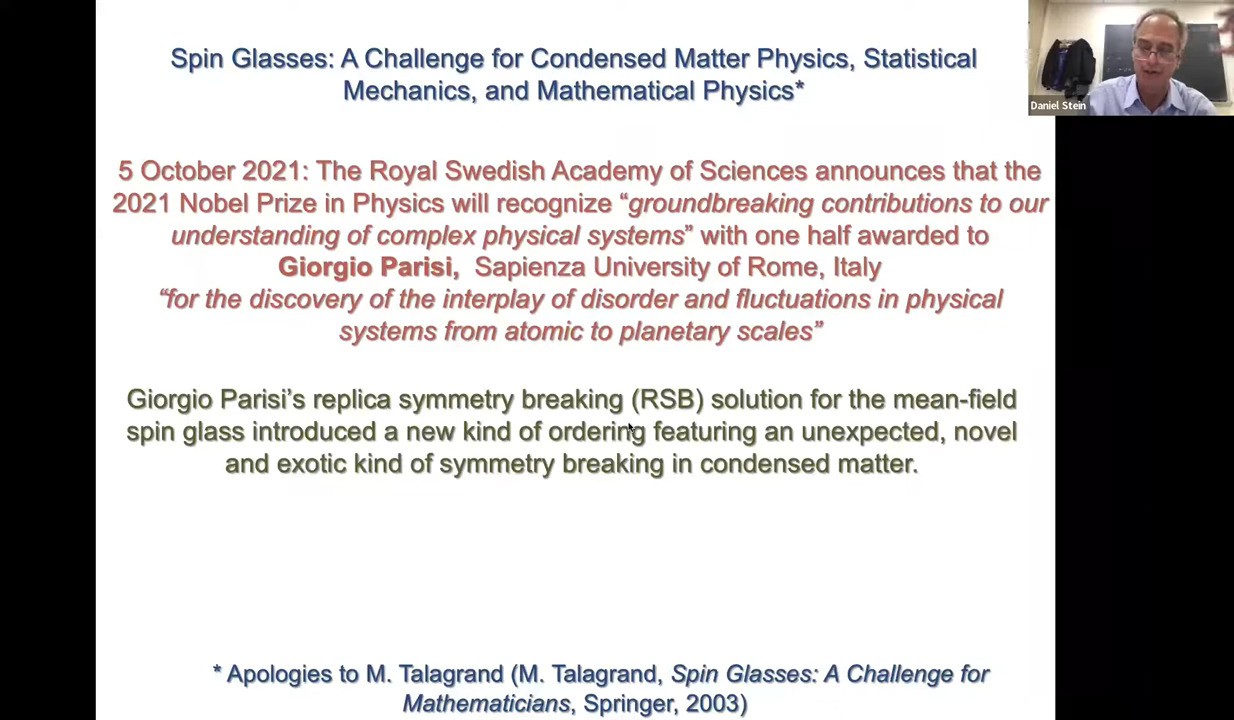 Spin Glasses: A Challenge for Condensed Matter Physics, Statistical
Mechanics, and Mathematical Physics*
Daniel Stein
5 October 2021: The Royal Swedish Academy of Sciences announces that the
2021 Nobel Prize in Physics will recognize “groundbreaking contributions to our
understanding of complex physical systems” with one half awarded to
Giorgio Parisi, Sapienza University of Rome, Italy
“for the discovery of the interplay of disorder and fluctuations in physical
systems from atomic to planetary scales”
Giorgio Parisi’s replica symmetry breaking (RSB) solution for the mean-field
spin glass introduced a new kind of ordering featuring an unexpected, novel
and exotic kind of symmetry breaking in condensed matter.
* Apologies to M. Talagrand (M. Talagrand, Spin Glasses: A Challenge for
Mathematicians, Springer, 2003)